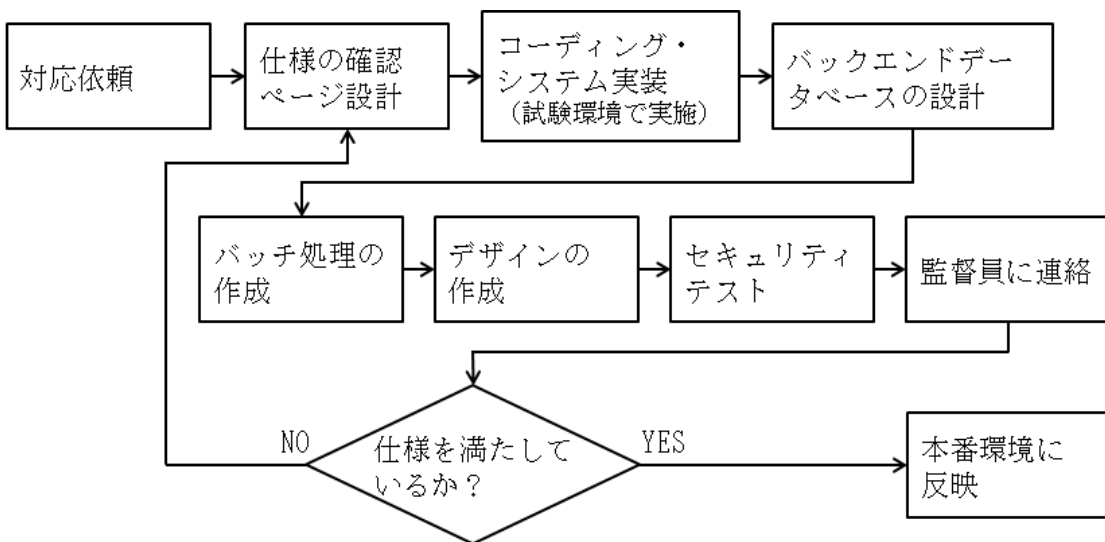 対応依頼
仕様の確認
ページ設計
コーディング・
システム実装
（試験環境で実施）
バックエンドデー
タベースの設計
バッチ処理の
作成
デザインの
作成
セキュリティ
テスト
監督員に連絡
仕様を満たして
いるか？
NO
YES
本番環境に
反映